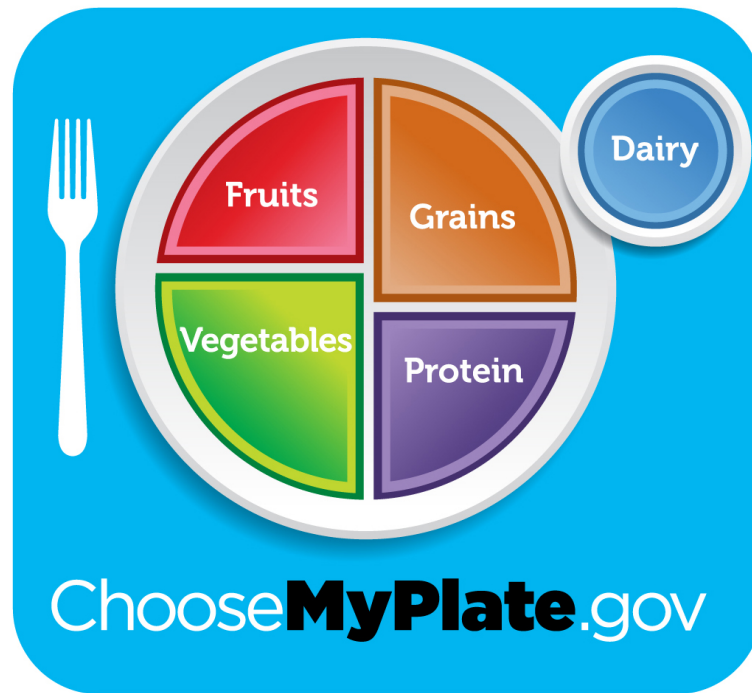 Fruits
Grains
Dairy
Vegetables
Protein
ChooseMyPlate.gov